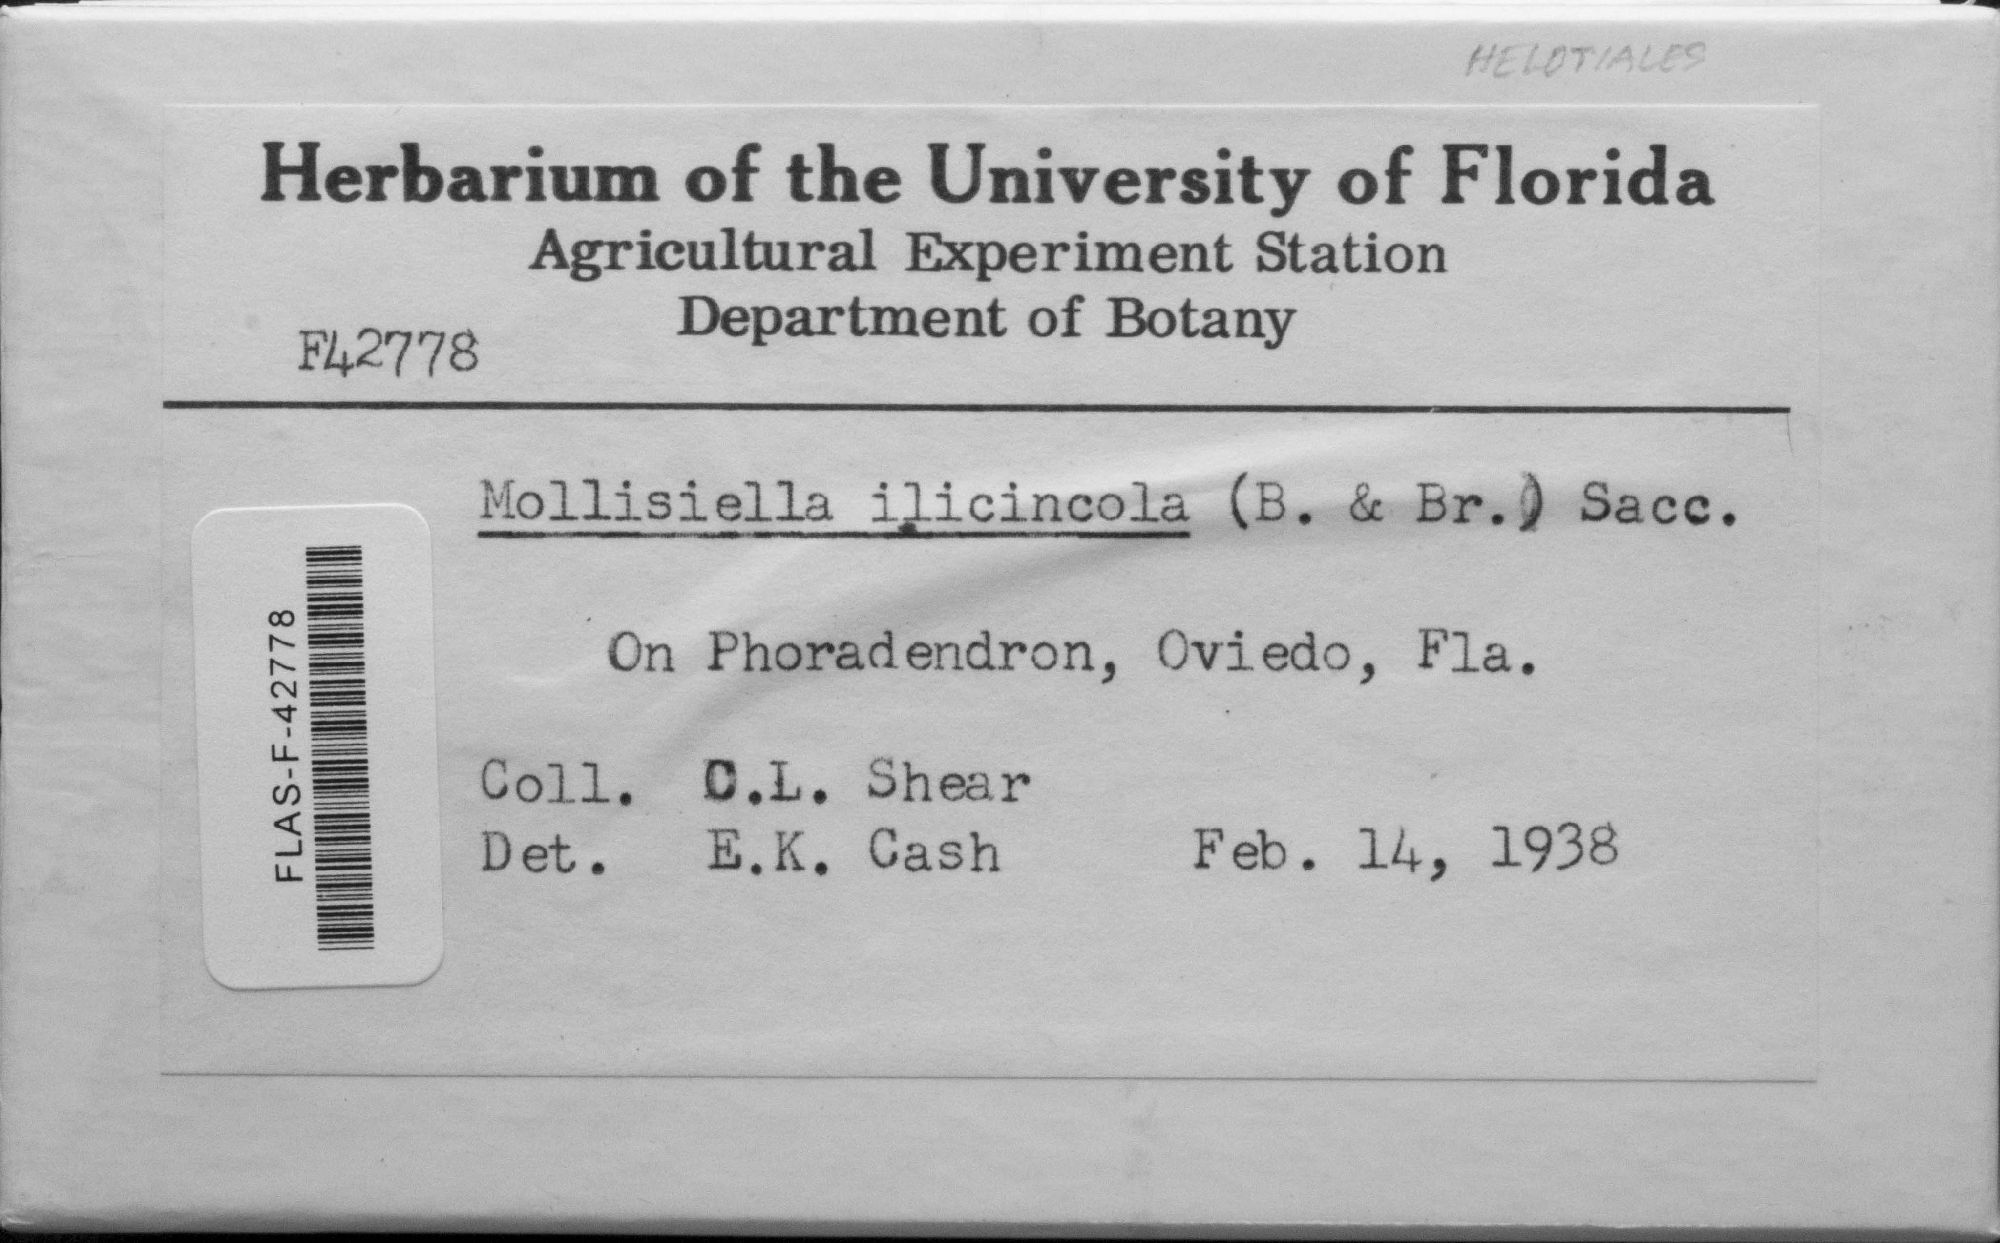 HELOTIALES
Herbarium of the University of Florida
Agricultural Experiment Station
Department of Botany
F42778
Mollisiella ilicincola (B. & Br.) Sacc.
On Phoradendron, Oviedo, Fla.
Coll. C.L. Shear
Det. E.K. Cash Feb. 14, 1938
FLAS-F-42778